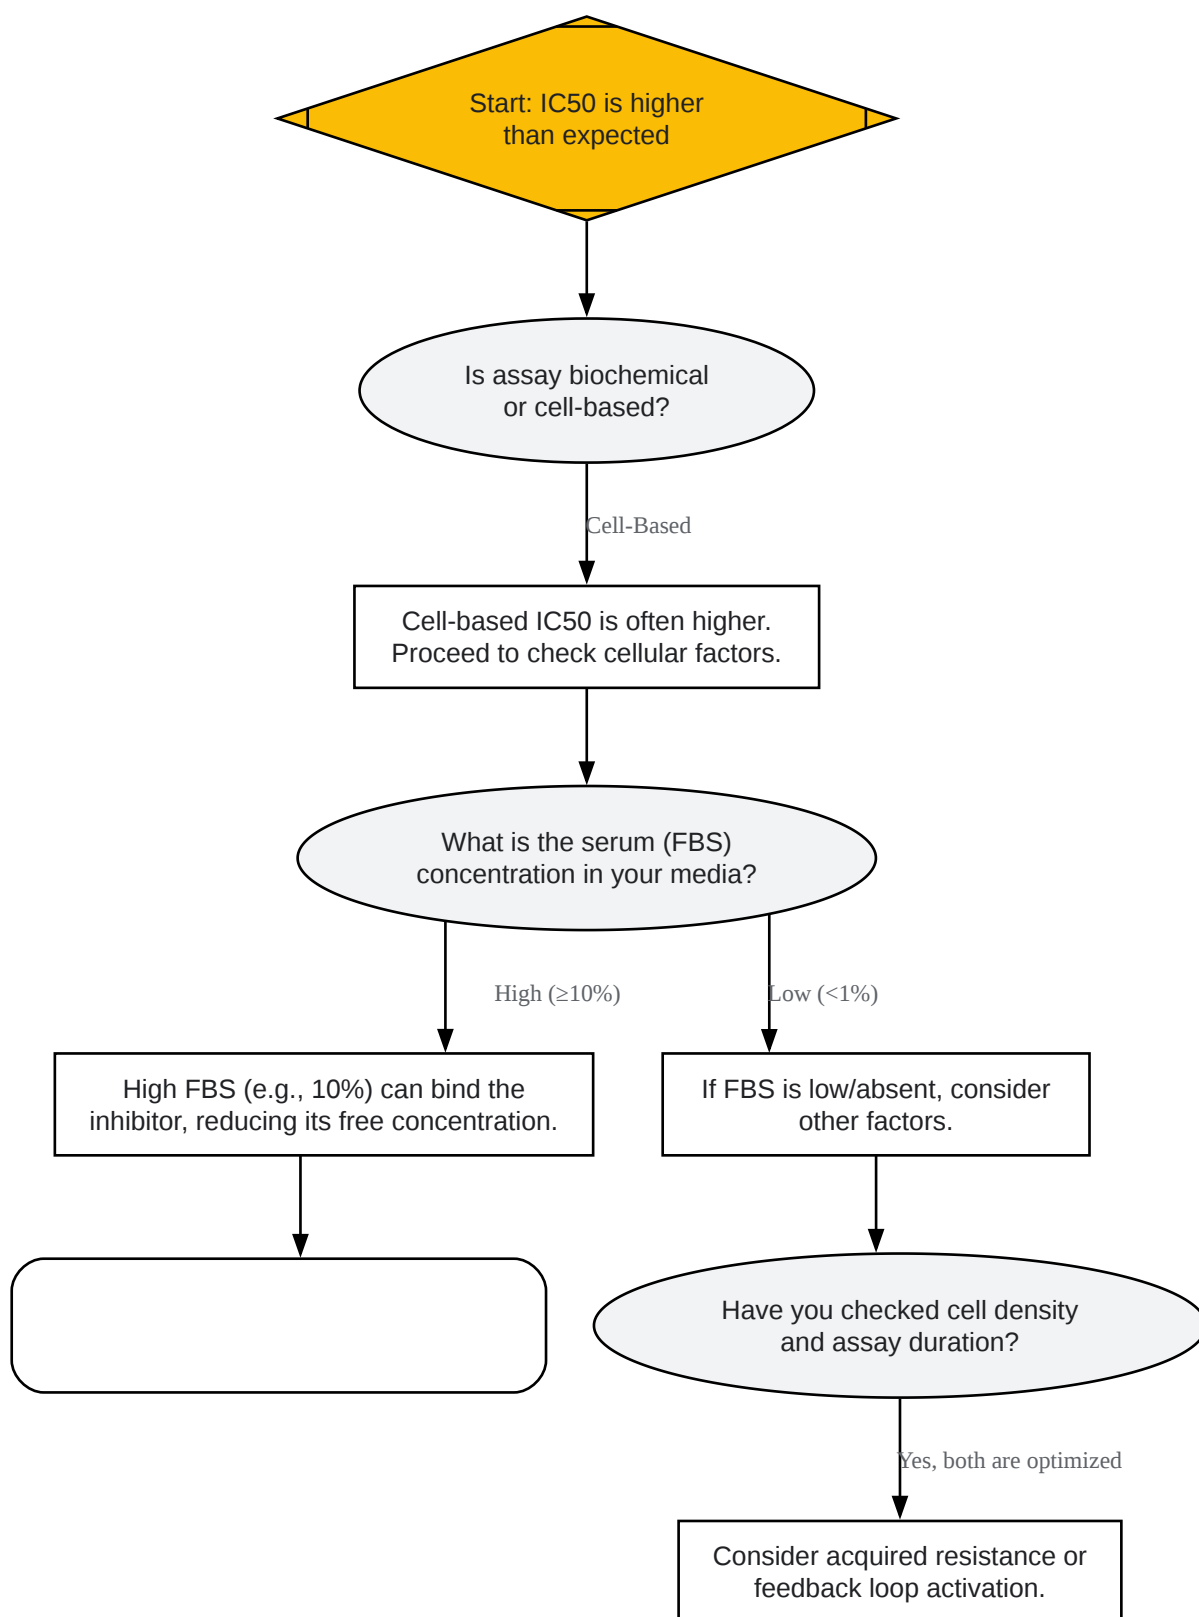 Start: IC50 is higher
than expected
Is assay biochemical
or cell-based?
Cell-Based
Cell-based IC50 is often higher.
Proceed to check cellular factors.
What is the serum (FBS)
concentration in your media?
High (≥10%)
Low (<1%)
High FBS (e.g., 10%) can bind the
inhibitor, reducing its free concentration.
If FBS is low/absent, consider
other factors.
Have you checked cell density
and assay duration?
Yes, both are optimized
Consider acquired resistance or
feedback loop activation.